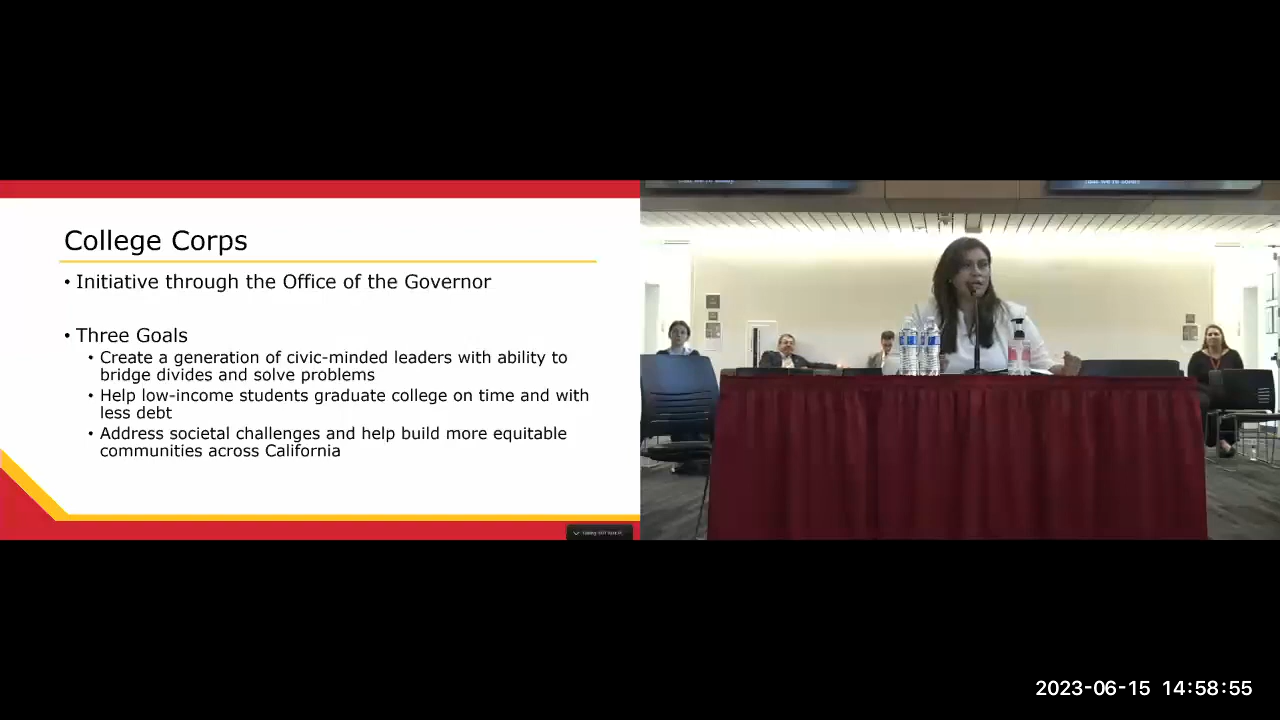 College Corps
• Initiative through the Office of the Governor
• Three Goals
• Create a generation of civic-minded leaders with ability to
bridge divides and solve problems
• Help low-income students graduate college on time and with
less debt
• Address societal challenges and help build more equitable
communities across California
2023-06-15 14:58:55